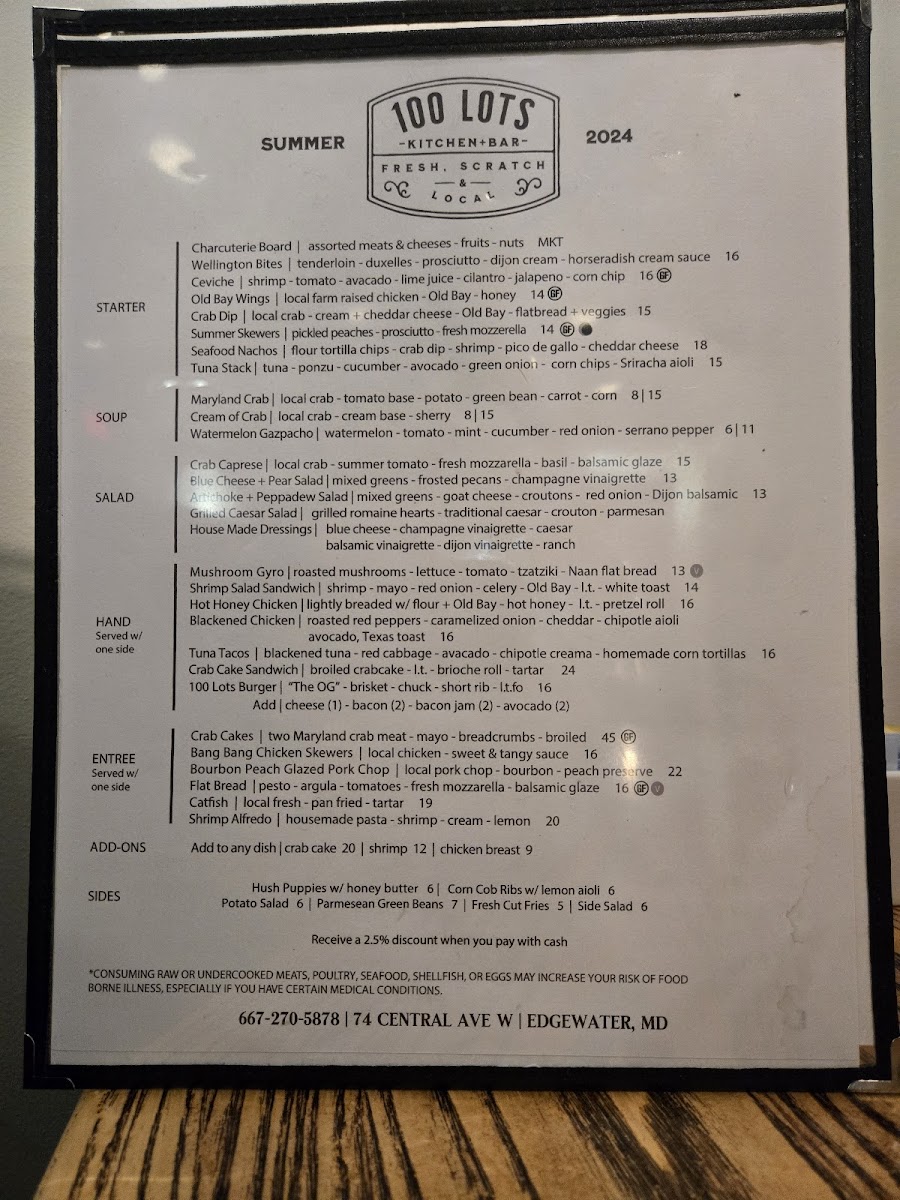 SUMMER
100 LOTS
-KITCHEN+BAR-
FRESH, SCRATCH
&
LOCAL
2024
STARTER
Charcuterie Board | assorted meats & cheeses - fruits - nuts MKT
Wellington Bites | tenderloin - duxelles - prosciutto - dijon cream - horseradish cream sauce 16
Ceviche | shrimp - tomato - avacado - lime juice - cilantro - jalapeno - corn chip 16 GF
Old Bay Wings | local farm raised chicken - Old Bay - honey 14 GF
Crab Dip | local crab - cream + cheddar cheese - Old Bay - flatbread + veggies 15
Summer Skewers | pickled peaches - prosciutto - fresh mozzerella 14 GF
Seafood Nachos | flour tortilla chips - crab dip - shrimp - pico de gallo - cheddar cheese 18
Tuna Stack | tuna - ponzu - cucumber - avocado - green onion - corn chips - Sriracha aioli 15
SOUP
Maryland Crab | local crab - tomato base - potato - green bean - carrot - corn 8 | 15
Cream of Crab | local crab - cream base - sherry 8 | 15
Watermelon Gazpacho | watermelon - tomato - mint - cucumber - red onion - serrano pepper 6 | 11
SALAD
Crab Caprese | local crab - summer tomato - fresh mozzarella - basil - balsamic glaze 15
Blue Cheese + Pear Salad | mixed greens - frosted pecans - champagne vinaigrette 13
Artichoke + Peppadew Salad | mixed greens - goat cheese - croutons - red onion - Dijon balsamic 13
Grilled Caesar Salad | grilled romaine hearts - traditional caesar - crouton - parmesan
House Made Dressings | blue cheese - champagne vinaigrette - caesar
balsamic vinaigrette - dijon vinaigrette - ranch
HAND
Served w/
one side
Mushroom Gyro | roasted mushrooms - lettuce - tomato - tzatziki - Naan flat bread 13 V
Shrimp Salad Sandwich | shrimp - mayo - red onion - celery - Old Bay - l.t. - white toast 14
Hot Honey Chicken | lightly breaded w/ flour + Old Bay - hot honey - l.t. - pretzel roll 16
Blackened Chicken | roasted red peppers - caramelized onion - cheddar - chipotle aioli
avocado, Texas toast 16
Tuna Tacos | blackened tuna - red cabbage - avacado - chipotle creama - homemade corn tortillas 16
Crab Cake Sandwich | broiled crabcake - l.t. - brioche roll - tartar 24
100 Lots Burger | "The OG" - brisket - chuck - short rib - l.t.fo 16
Add | cheese (1) - bacon (2) - bacon jam (2) - avocado (2)
ENTREE
Served w/
one side
Crab Cakes | two Maryland crab meat - mayo - breadcrumbs - broiled 45 GF
Bang Bang Chicken Skewers | local chicken - sweet & tangy sauce 16
Bourbon Peach Glazed Pork Chop | local pork chop - bourbon - peach preserve 22
Flat Bread | pesto - argula - tomatoes - fresh mozzarella - balsamic glaze 16 GF V
Catfish | local fresh - pan fried - tartar 19
Shrimp Alfredo | housemade pasta - shrimp - cream - lemon 20
ADD-ONS
Add to any dish | crab cake 20 | shrimp 12 | chicken breast 9
SIDES
Hush Puppies w/ honey butter 6 | Corn Cob Ribs w/ lemon aioli 6
Potato Salad 6 | Parmesean Green Beans 7 | Fresh Cut Fries 5 | Side Salad 6
Receive a 2.5% discount when you pay with cash
*CONSUMING RAW OR UNDERCOOKED MEATS, POULTRY, SEAFOOD, SHELLFISH, OR EGGS MAY INCREASE YOUR RISK OF FOOD
BORNE ILLNESS, ESPECIALLY IF YOU HAVE CERTAIN MEDICAL CONDITIONS.
667-270-5878 | 74 CENTRAL AVE W | EDGEWATER, MD